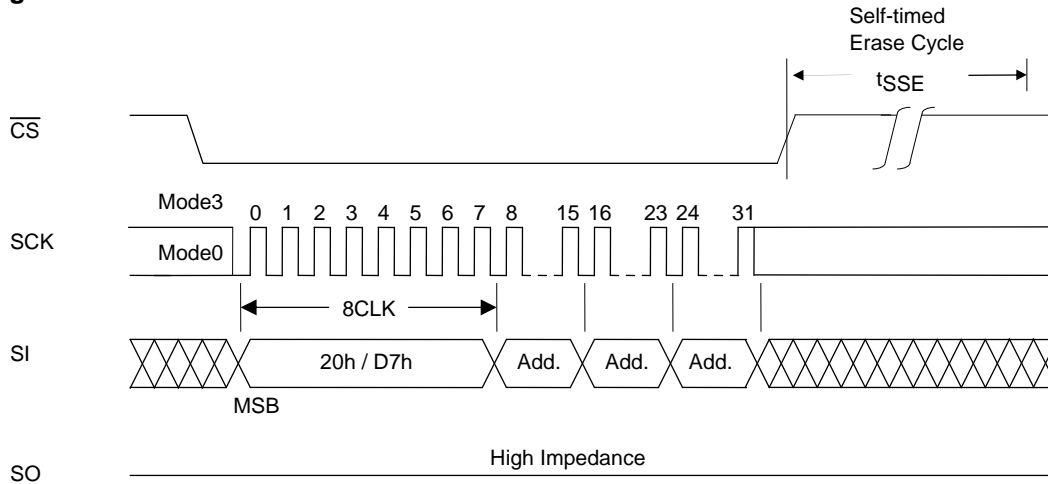 g
Self-timed
Erase Cycle
tSSE
CS
Mode3
0 1 2 3 4 5 6 7 8 15 16 23 24 31
SCK
Mode0
8CLK
SI
20h / D7h Add. Add. Add.
MSB
High Impedance
SO